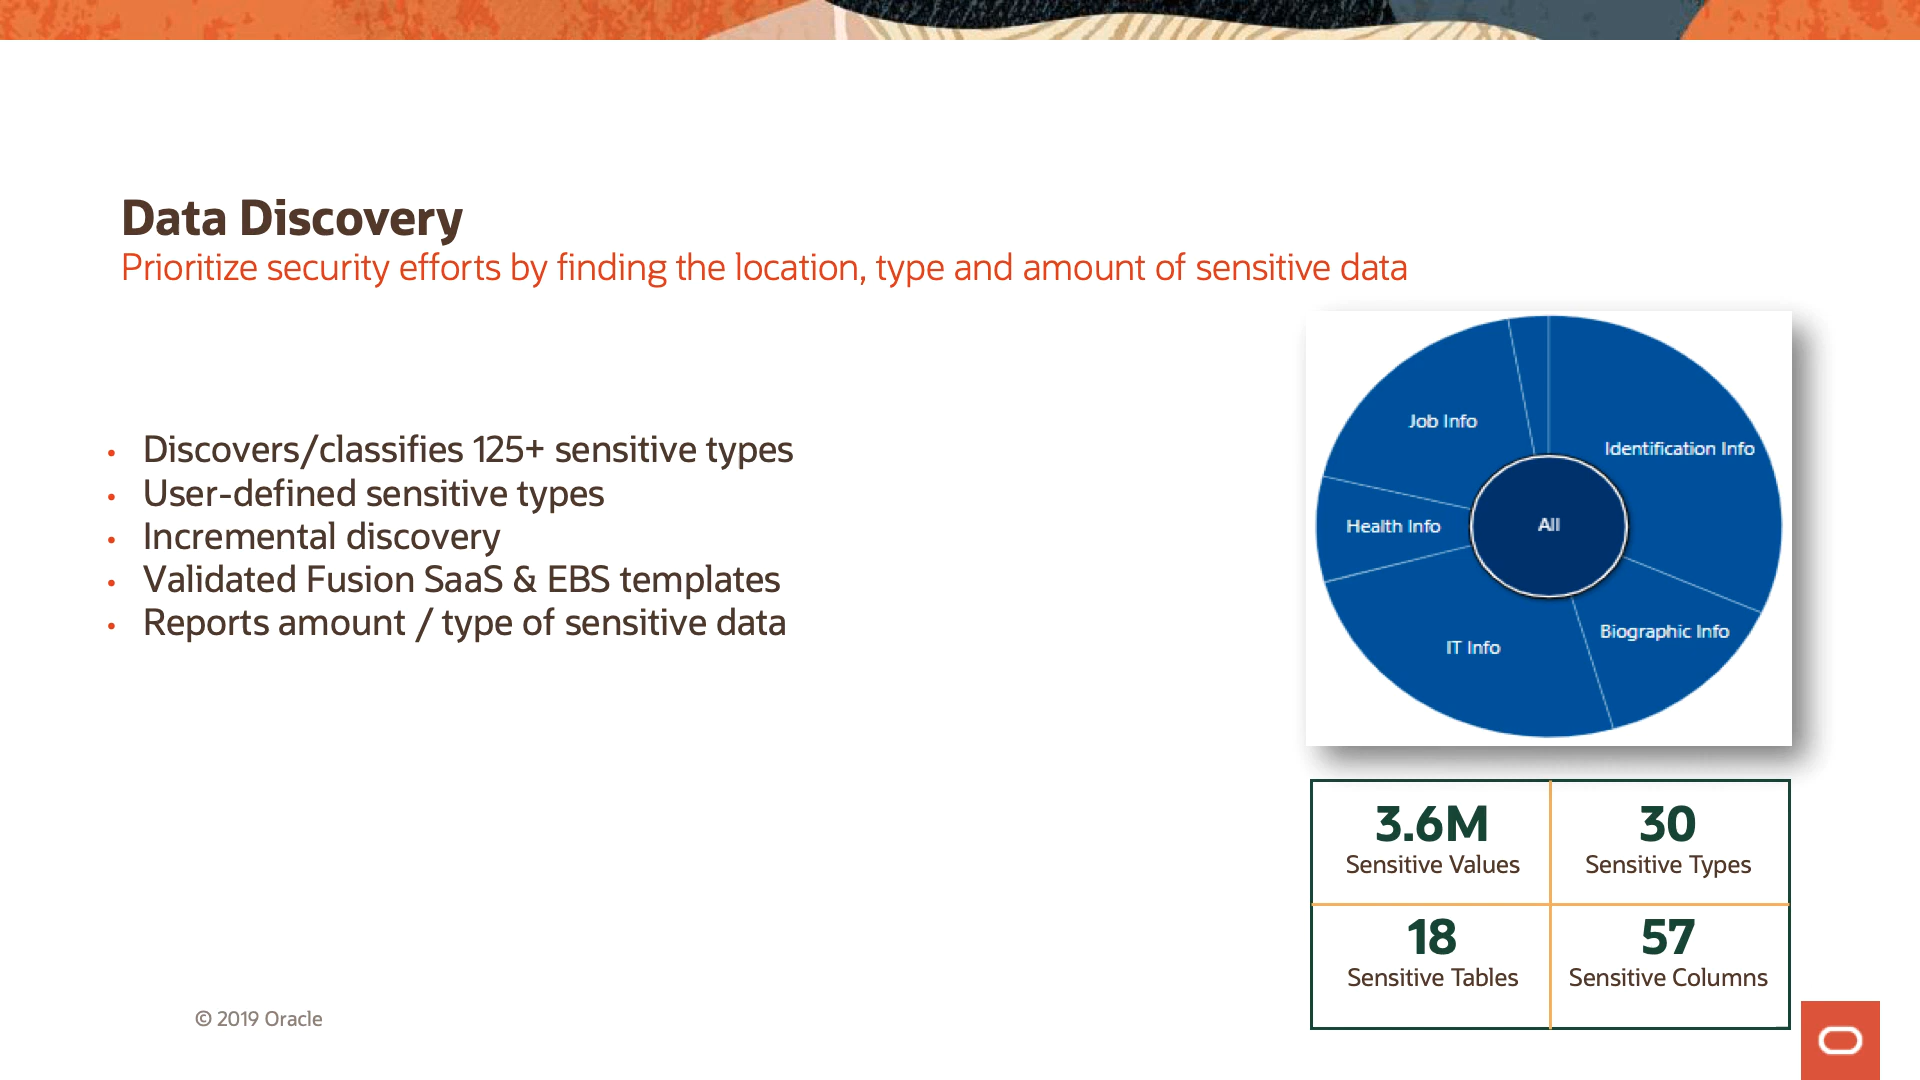 Data Discovery
Prioritize security efforts by finding the location, type and amount of sensitive data
• Discovers/classifies 125+ sensitive types
• User-defined sensitive types
• Incremental discovery
• Validated Fusion SaaS & EBS templates
• Reports amount / type of sensitive data
Job Info
Identification Info
Health Info
All
Biographic Info
IT Info
3.6M
Sensitive Values
30
Sensitive Types
18
Sensitive Tables
57
Sensitive Columns
© 2019 Oracle